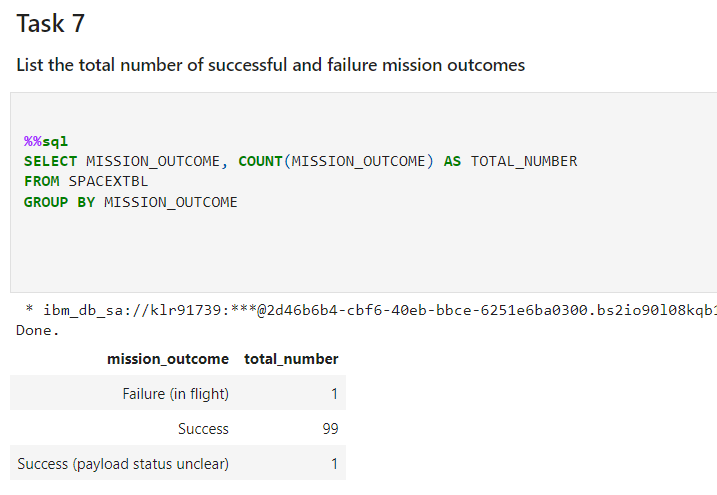 Task 7
List the total number of successful and failure mission outcomes
%%sql
SELECT MISSION_OUTCOME, COUNT(MISSION_OUTCOME) AS TOTAL_NUMBER
FROM SPACEXTBL
GROUP BY MISSION_OUTCOME
* ibm_db_sa://klr91739:***@2d46b6b4-cbf6-40eb-bbce-6251e6ba0300.bs2io90l08kqb1
Done.
mission_outcome total_number
Failure (in flight) 1
Success 99
Success (payload status unclear) 1